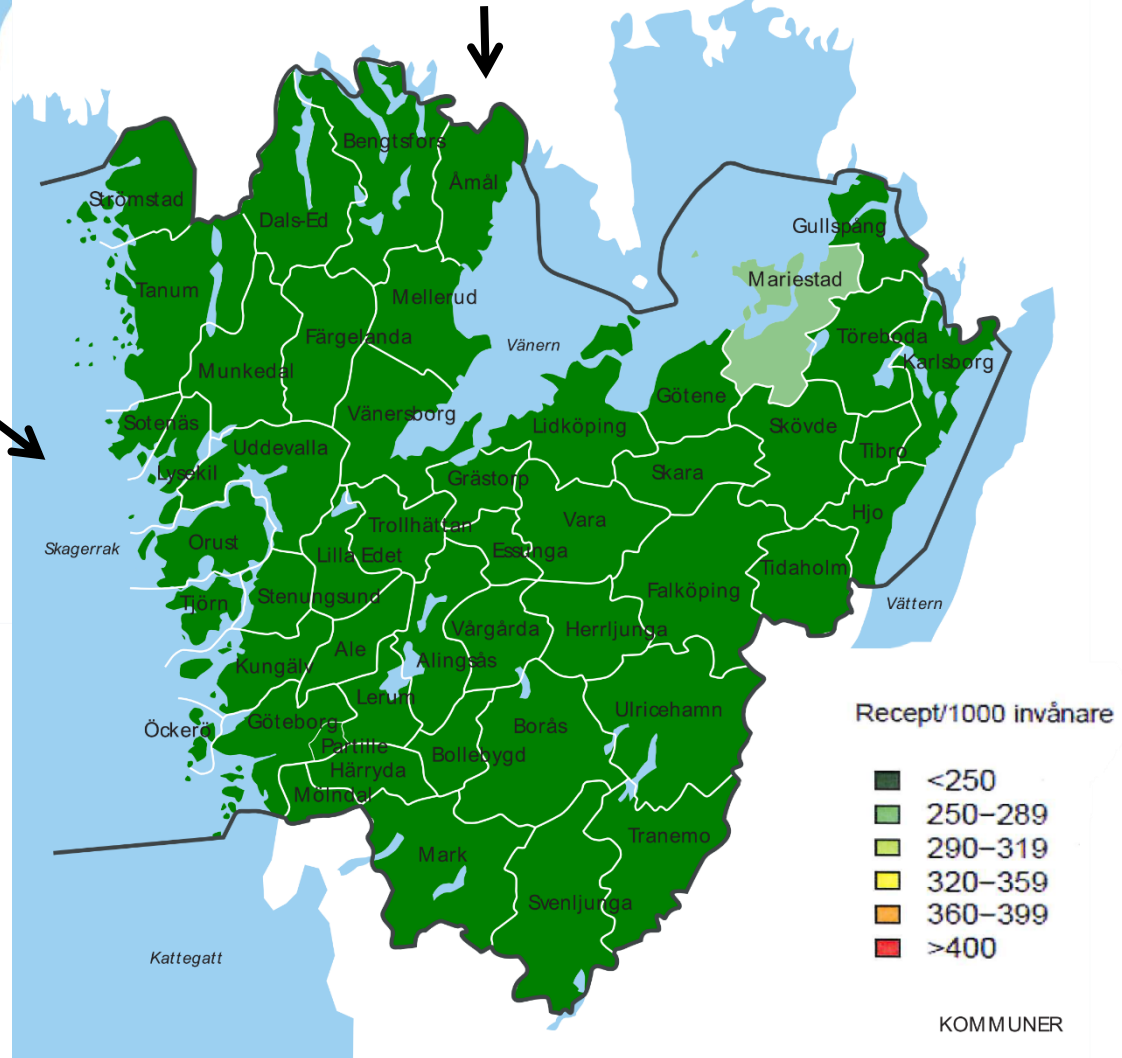 Bengtsfors
Åmål
Strömstad
Dals-Ed
Gullspång
Mariestad
Tanum
Mellerud
Färgelanda
Töreboda
Vänern
Karlsborg
Munkedal
Götene
Vänersborg
Sotenäs
Lidköping
Skövde
Uddevalla
Tibro
Lysekil
Skara
Grästorp
Hjo
Vara
Trollhättan
Orust
Skagerrak
Essunga
Lilla Edet
Tidaholm
Falköping
Stenungsund
Tjörn
Vättern
Vårgårda
Herrljunga
Ale
Alingsås
Kungälv
Lerum
Ulricehamn
Göteborg
Öckerö
Borås
Partille
Bollebygd
Härryda
Mölndal
Tranemo
Mark
Svenljunga
Kattegatt
Recept/1000 invånare
<250
250–289
290–319
320–359
360–399
>400
KOMMUNER